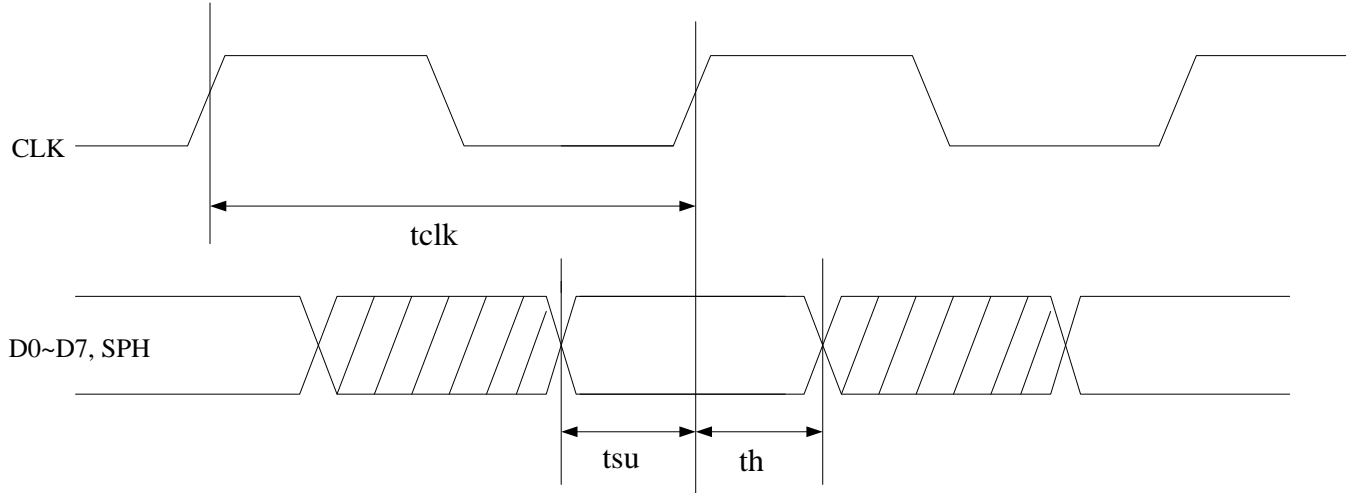 CLK
tclk
D0~D7, SPH
tsu
th